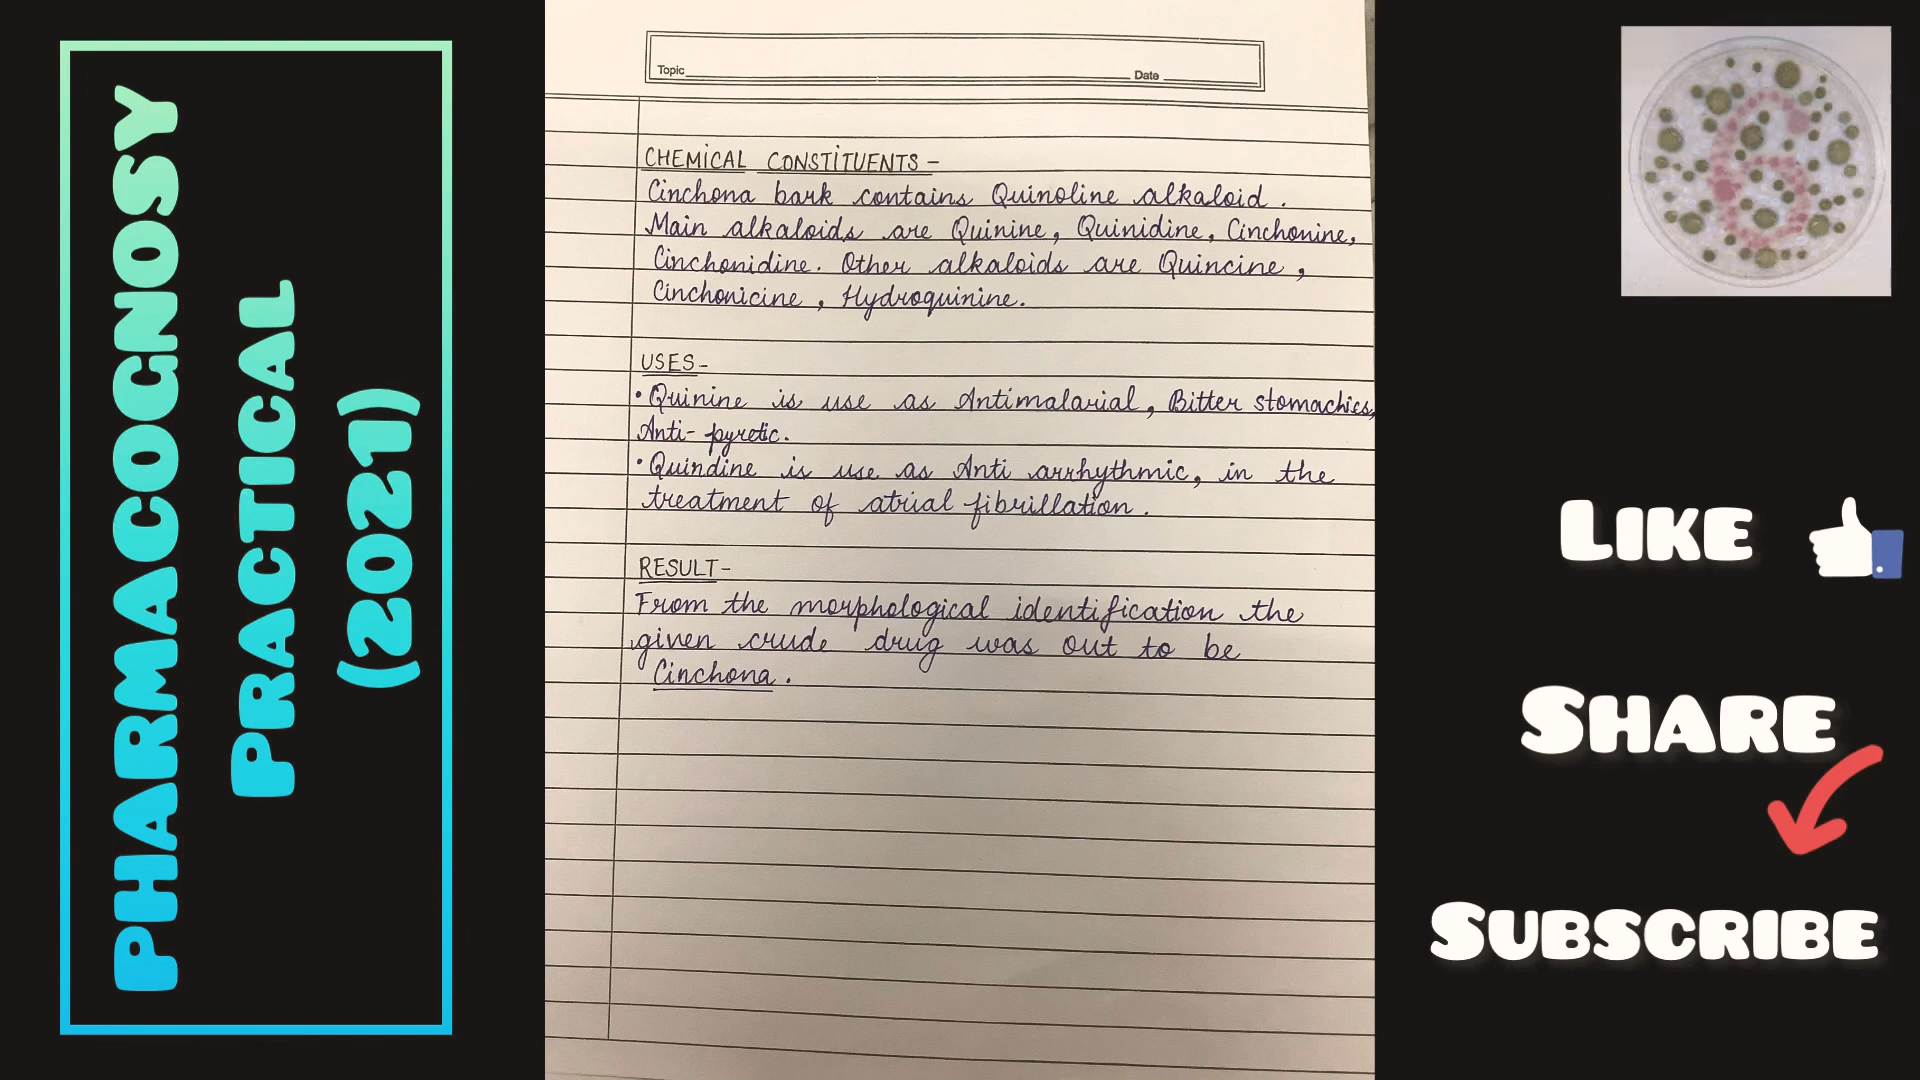 PHARMACOGNOSY
PRACTICAL
(2021)
Topic Date
CHEMICAL CONSTITUENTS -
Cinchona bark contains Quinoline alkaloid.
Main alkaloids are Quinine, Quinidine, Cinchonine,
Cinchonidine. Other alkaloids are Quincine,
Cinchonicine, Hydroquinine.
USES-
• Quinine is use as Antimalarial, Bitter stomachies,
Anti-pyretic.
• Quindine is use as Anti arrhythmic, in the
treatment of atrial fibrillation.
RESULT-
From the morphological identification the
given crude drug was out to be
Cinchona.
LIKE
SHARE
SUBSCRIBE